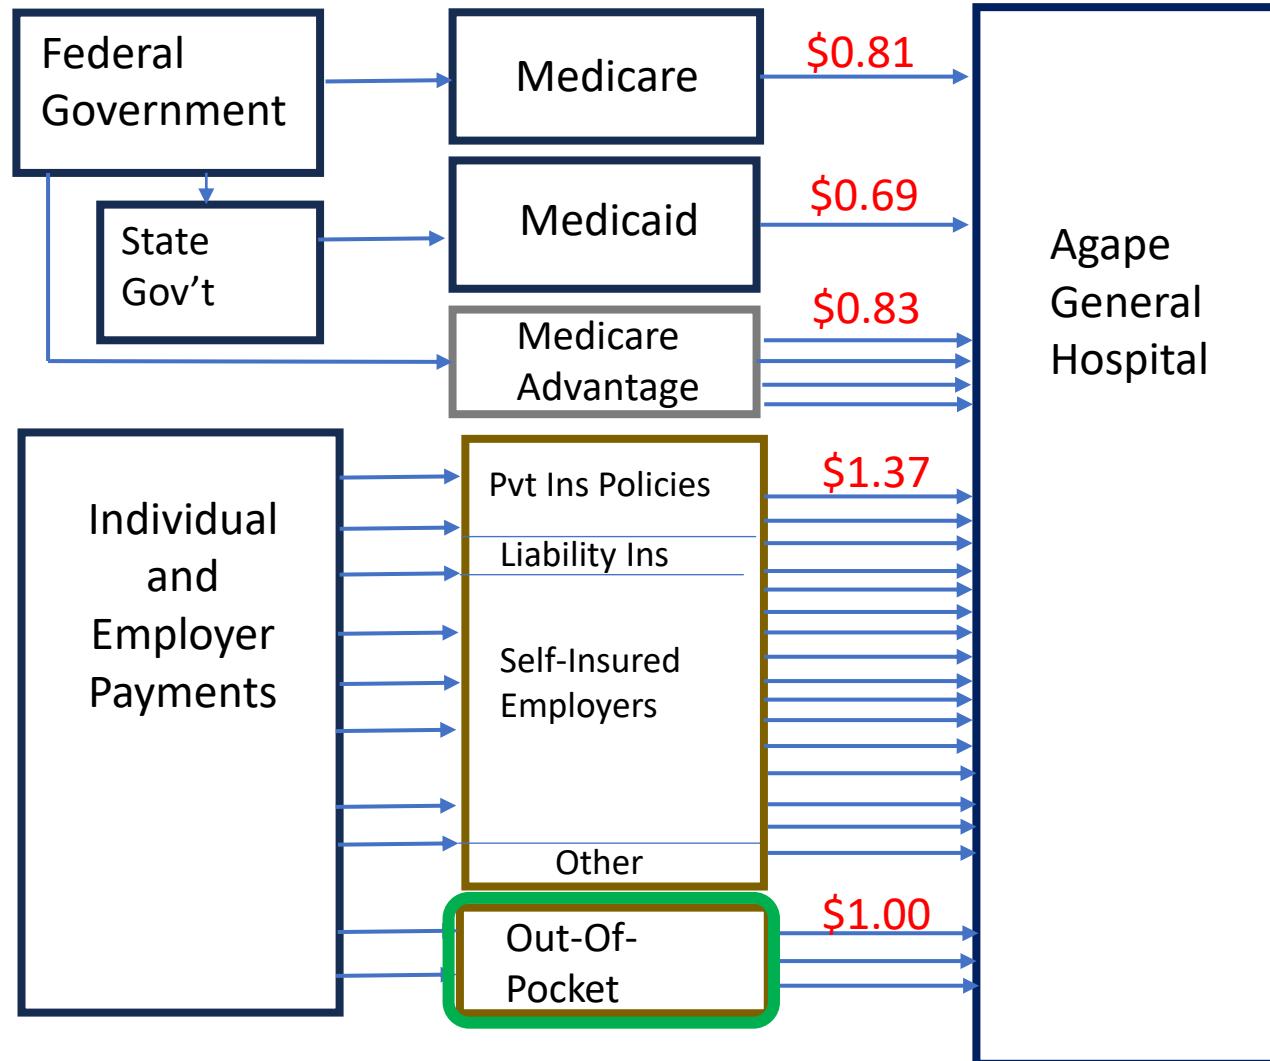 Federal
Government
Medicare
$0.81
State
Gov’t
Medicaid
$0.69
Medicare
Advantage
$0.83
Agape
General
Hospital
Individual
and
Employer
Payments
Pvt Ins Policies
$1.37
Liability Ins
Self-Insured
Employers
Other
Out-Of-
Pocket
$1.00